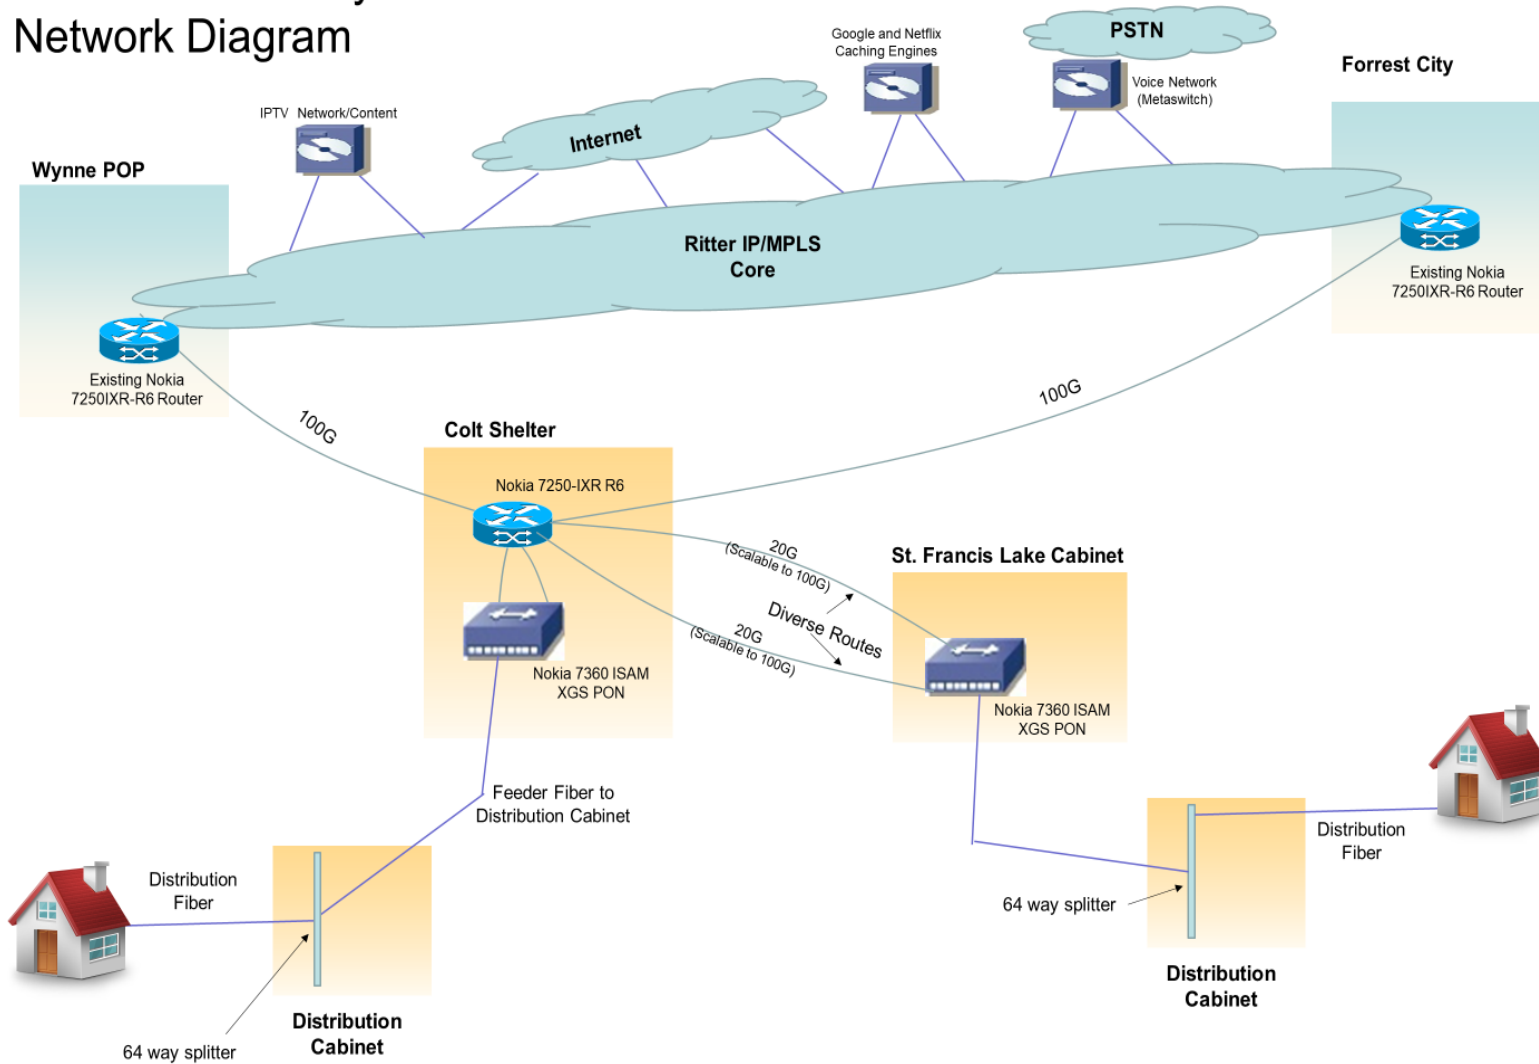 Network Diagram
Google and Netflix
Caching Engines
PSTN
Forrest City
Voice Network
(Metaswitch)
IPTV Network/Content
Internet
Wynne POP
Ritter IP/MPLS
Core
Existing Nokia
7250IXR-R6 Router
Existing Nokia
7250IXR-R6 Router
100G
100G
Colt Shelter
Nokia 7250-IXR R6
20G
(Scalable to 100G)
St. Francis Lake Cabinet
Diverse Routes
20G
(Scalable to 100G)
Nokia 7360 ISAM
XGS PON
Nokia 7360 ISAM
XGS PON
Feeder Fiber to
Distribution Cabinet
Distribution
Fiber
Distribution
Fiber
64 way splitter
Distribution
Cabinet
Distribution
Cabinet
64 way splitter